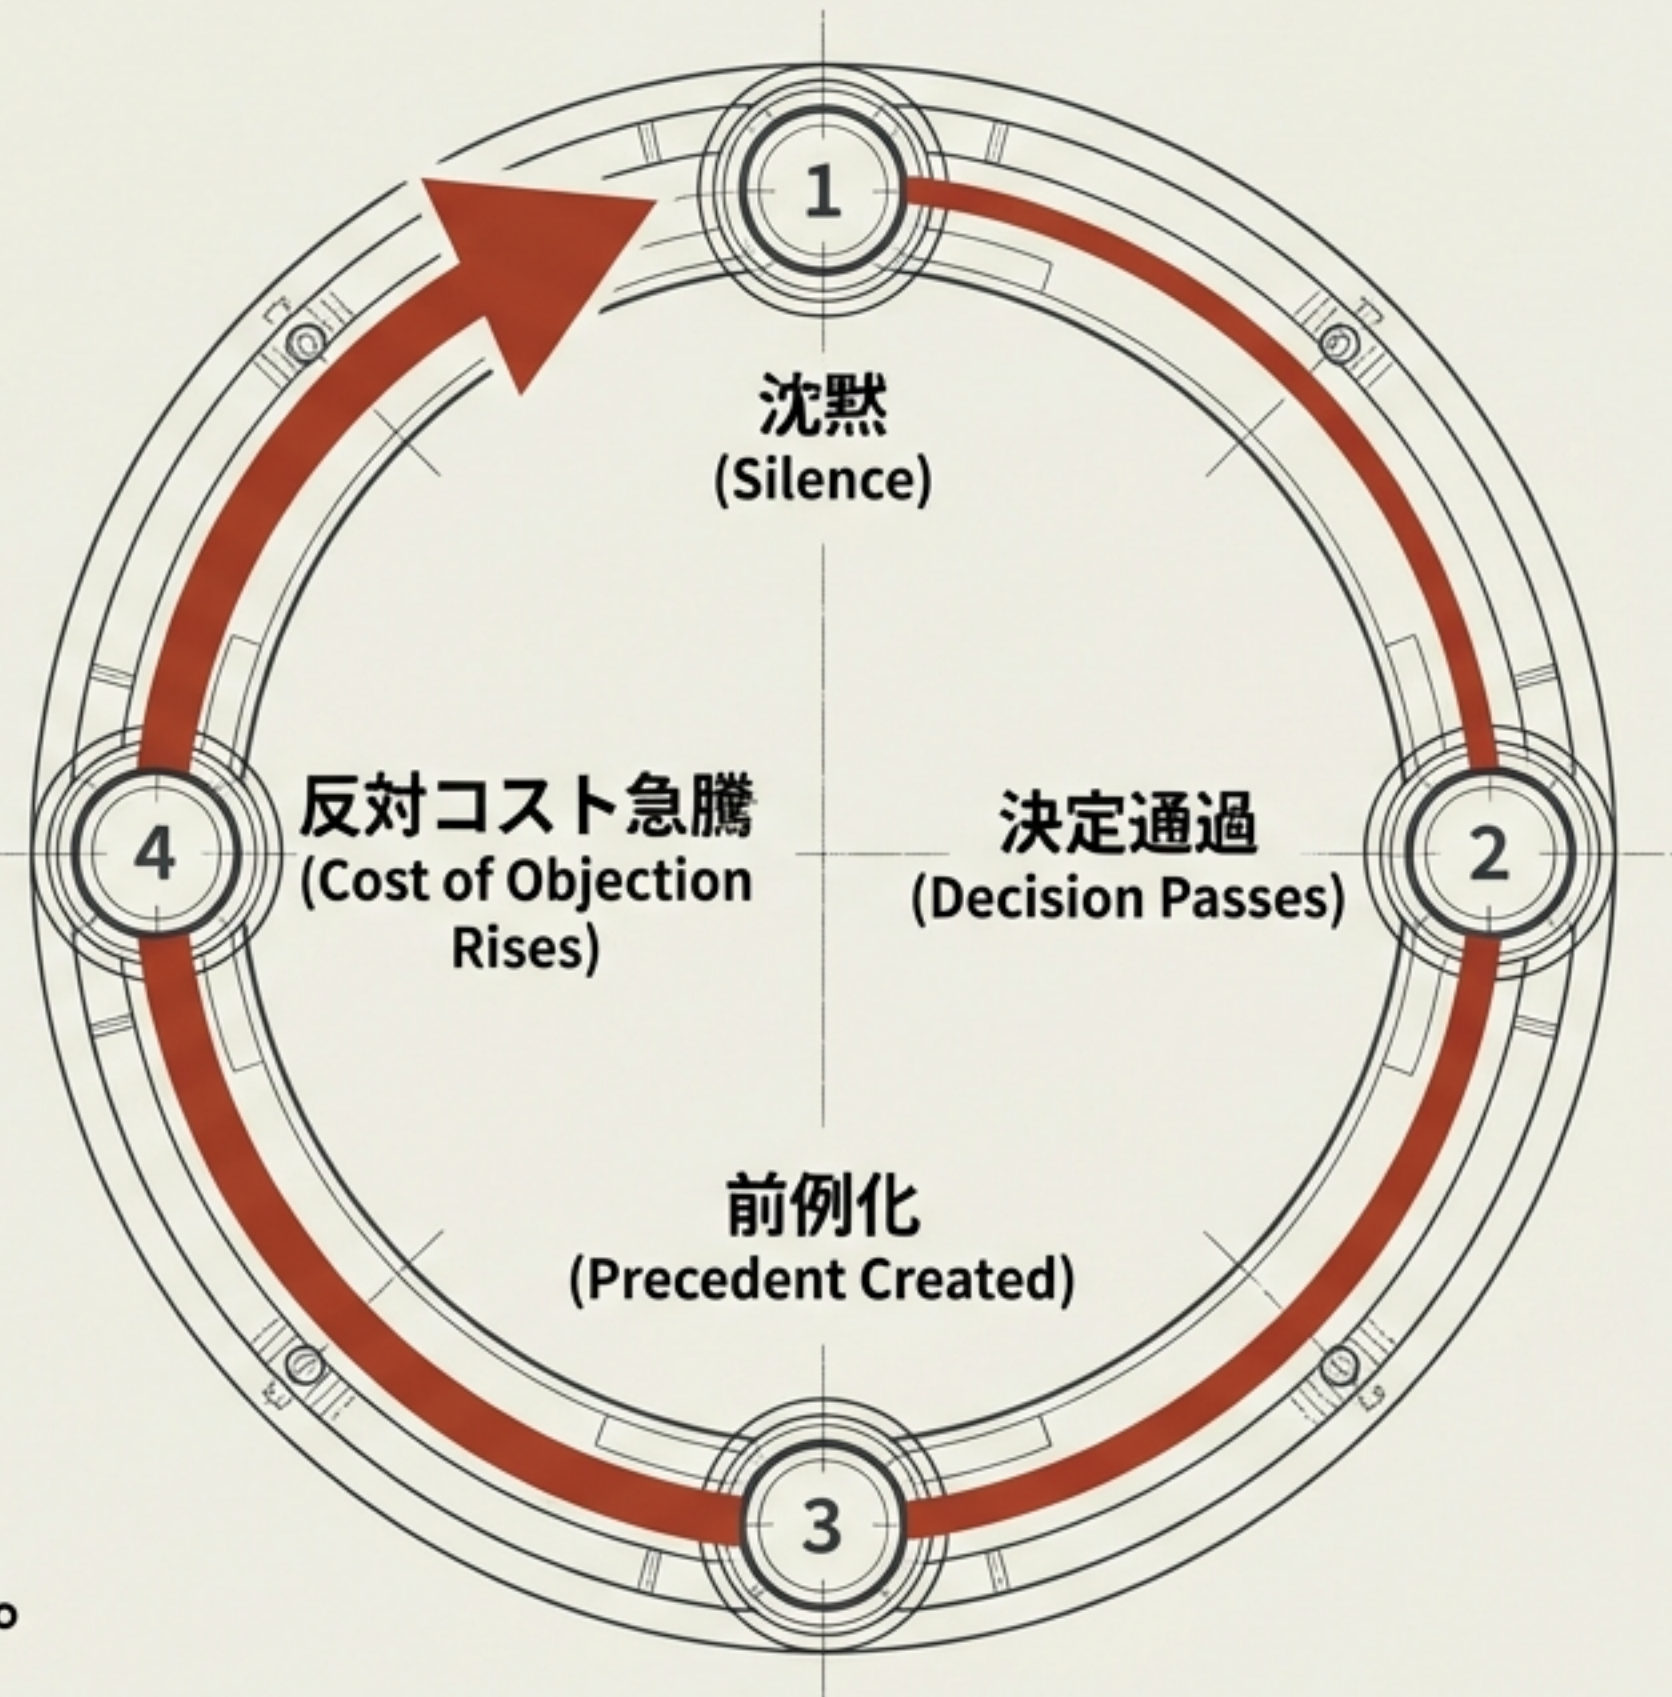 1
沈黙
(Silence)
2
決定通過
(Decision Passes)
3
前例化
(Precedent Created)
4
反対コスト急騰
(Cost of Objection
Rises)
。